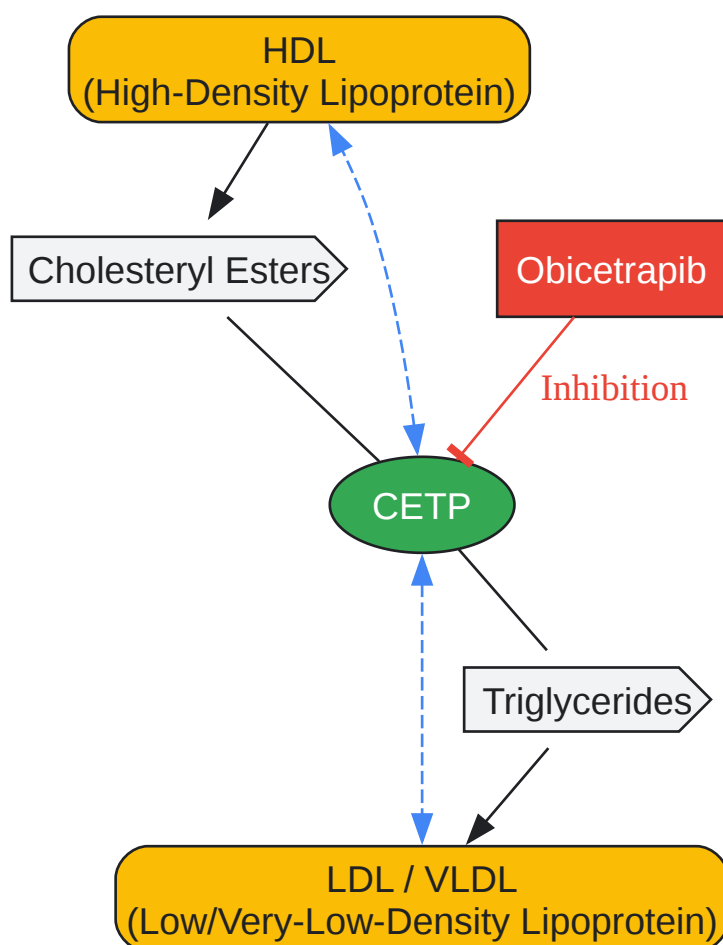 HDL
(High-Density Lipoprotein)
Cholesteryl Esters
Obicetrapib
Inhibition
CETP
Triglycerides
LDL / VLDL
(Low/Very-Low-Density Lipoprotein)